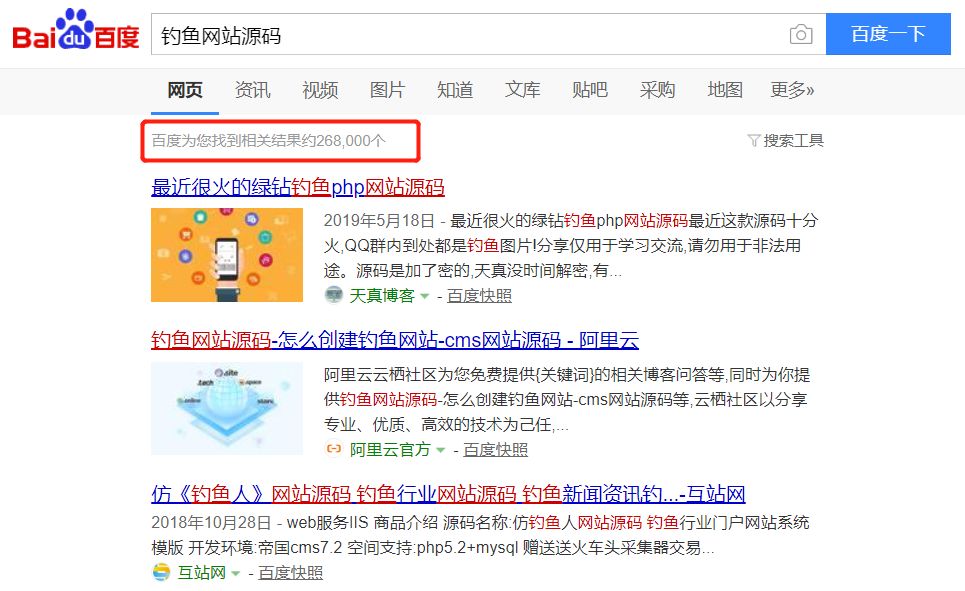 Bai du 百度
钓鱼网站源码
百度一下
网页 资讯 视频 图片 知道 文库 贴吧 采购 地图 更多»
百度为您找到相关结果约268,000个
搜索工具
最近很火的绿钻钓鱼php网站源码
2019年5月18日 - 最近很火的绿钻钓鱼php网站源码最近这款源码十分
火,QQ群内到处都是钓鱼图片!分享仅用于学习交流,请勿用于非法用
途。源码是加了密的,天真没时间解密,有...
天真博客 - 百度快照
钓鱼网站源码-怎么创建钓鱼网站-cms网站源码 - 阿里云
.site
.tech
.space
.online
.store
阿里云云栖社区为您免费提供{关键词}的相关博客问答等,同时为你提
供钓鱼网站源码-怎么创建钓鱼网站-cms网站源码等,云栖社区以分享
专业、优质、高效的技术为己任,...
阿里云官方 - 百度快照
仿《钓鱼人》网站源码 钓鱼行业网站源码 钓鱼新闻资讯钓...-互站网
2018年10月28日 - web服务IIS 商品介绍 源码名称:仿钓鱼人网站源码 钓鱼行业门户网站系统
模版 开发环境:帝国cms7.2 空间支持:php5.2+mysql 赠送送火车头采集器交易...
互站网 - 百度快照